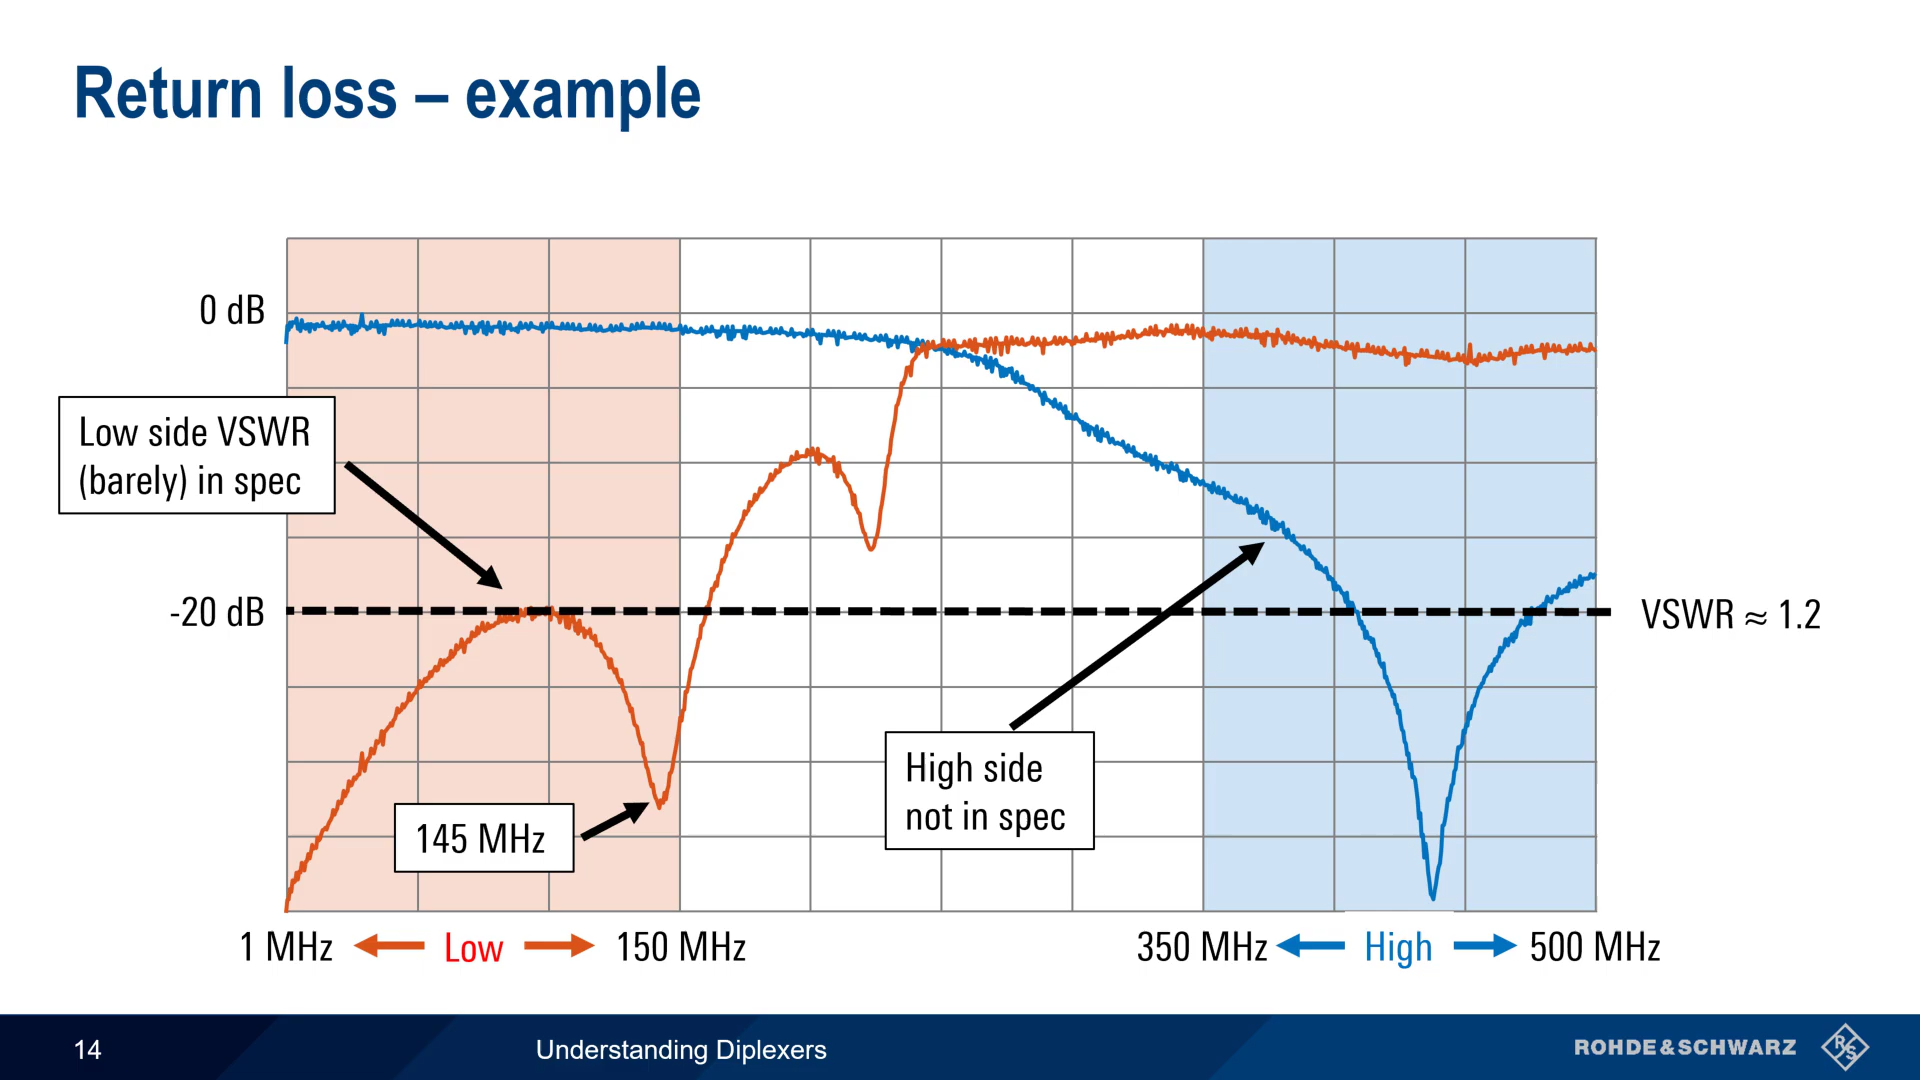 Return loss – example
0 dB
Low side VSWR
(barely) in spec
-20 dB
VSWR ≈ 1.2
High side
not in spec
145 MHz
1 MHz
Low
150 MHz
350 MHz
High
500 MHz
14
Understanding Diplexers
ROHDE&SCHWARZ
R
S